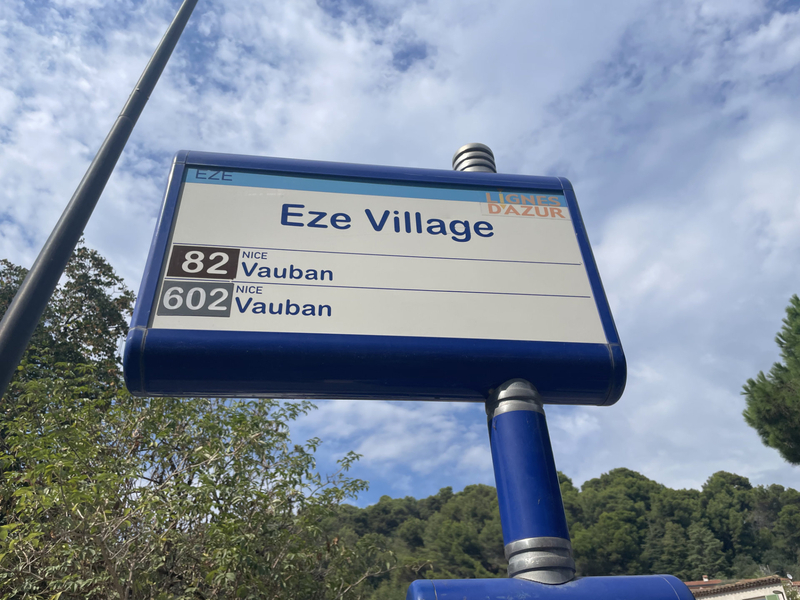 EZE
LIGNES
D'AZUR
Eze Village
82 NICE
Vauban
602 NICE
Vauban